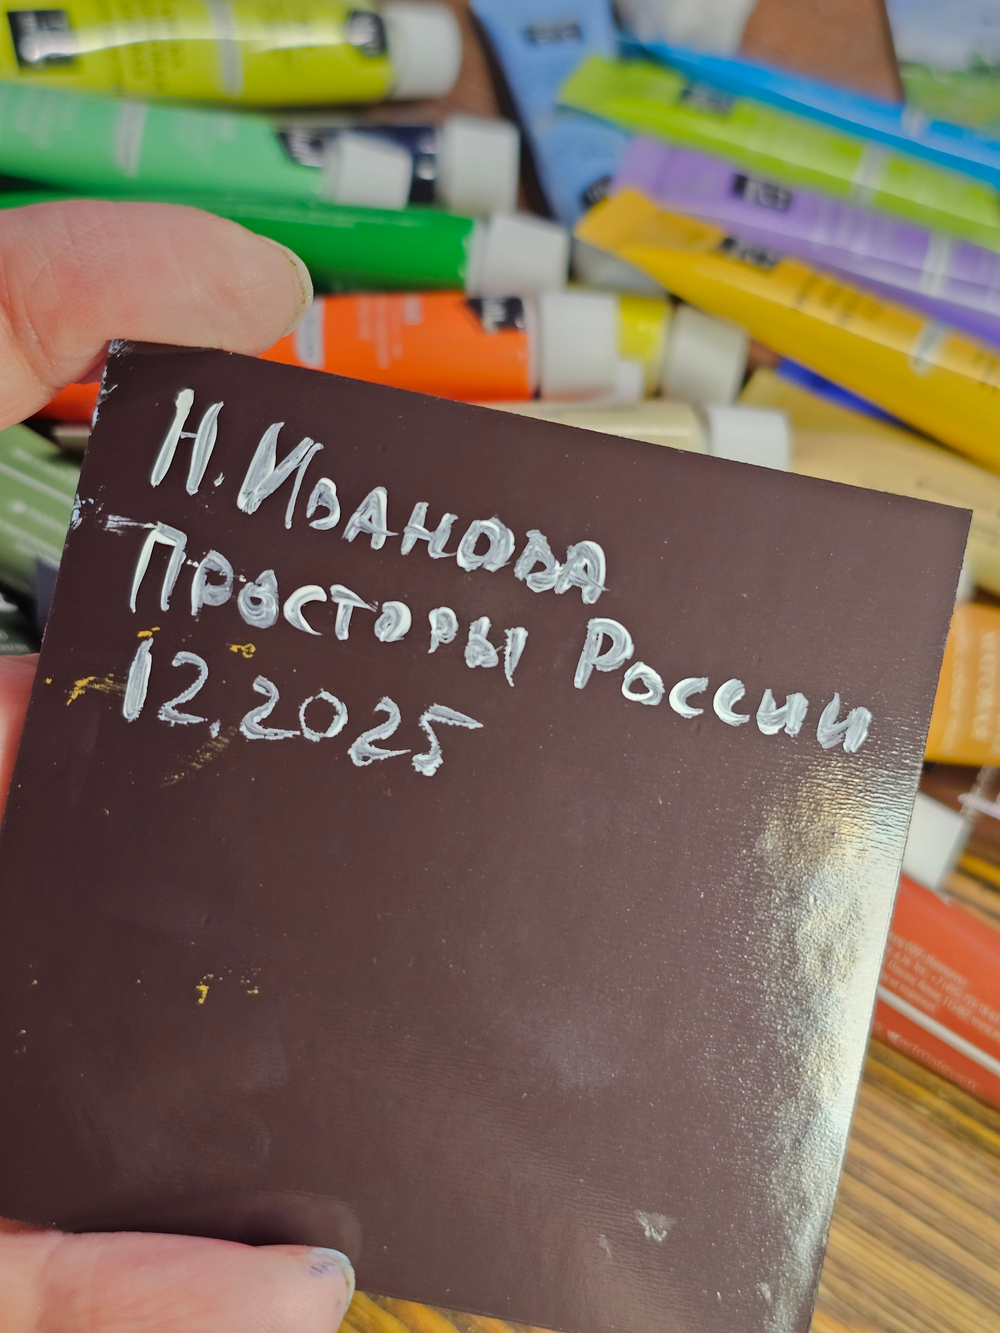 Н. Иванова
Просторы России
12.2025